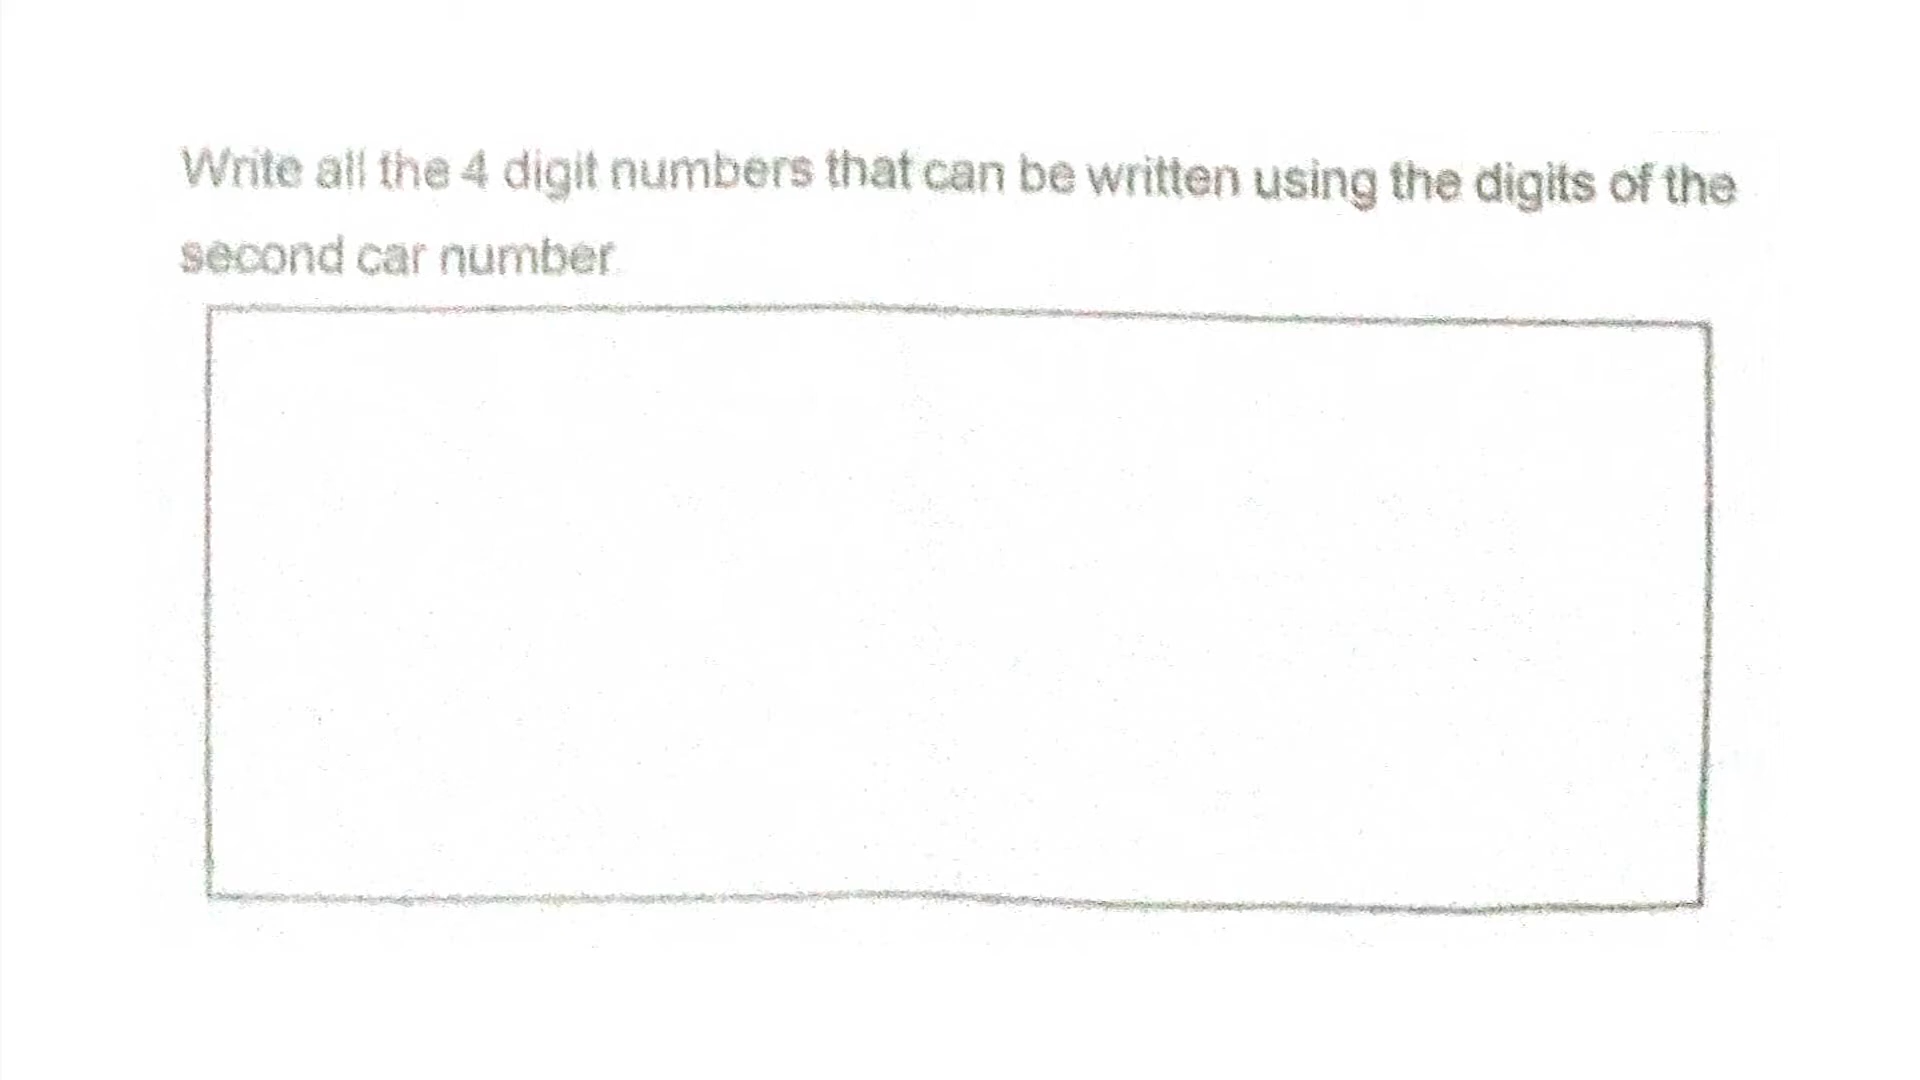 Write all the 4 digit numbers that can be written using the digits of the
second car number